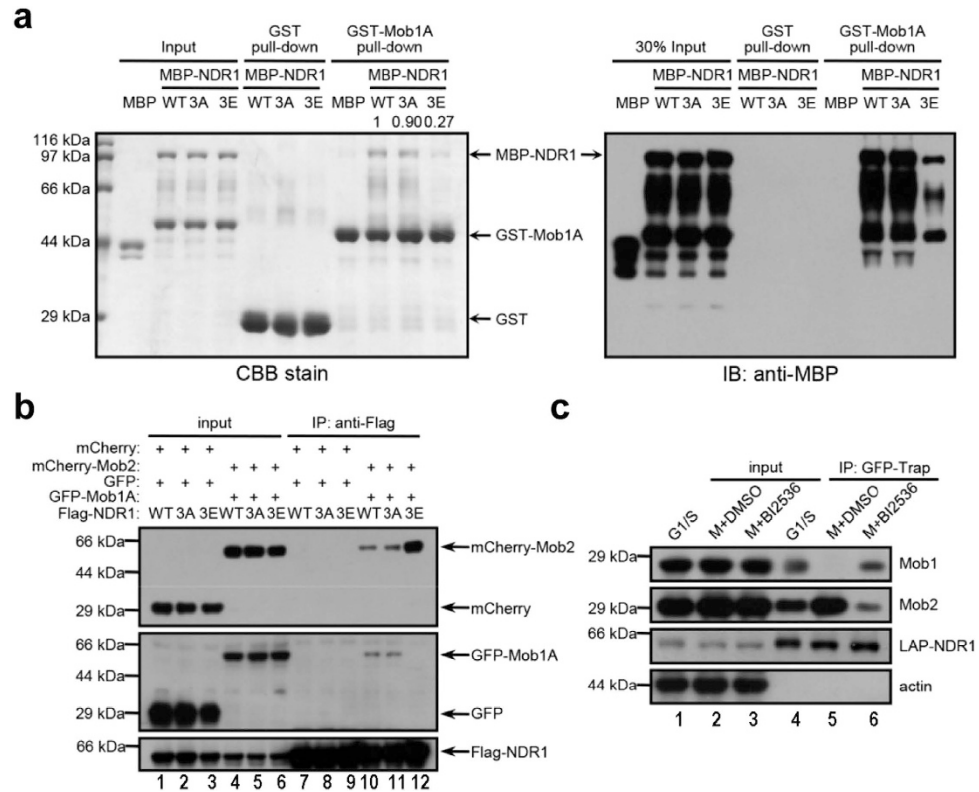 a
GST GST-Mob1A GST GST-Mob1A
Input pull-down pull-down 30% Input pull-down pull-down
MBP-NDR1 MBP-NDR1 MBP-NDR1 MBP-NDR1 MBP-NDR1 MBP-NDR1
MBP WT 3A 3E WT 3A 3E MBP WT 3A 3E MBP WT 3A 3E WT 3A 3E MBP WT 3A 3E
1 0.90 0.27
116 kDa
97 kDa
MBP-NDR1
66 kDa
44 kDa
GST-Mob1A
29 kDa
GST
CBB stain
IB: anti-MBP
b
input IP: anti-Flag
mCherry: + + + + + +
mCherry-Mob2: + + + + + +
GFP: + + + + + +
GFP-Mob1A: + + + + + +
Flag-NDR1: WT 3A 3E WT 3A 3E WT 3A 3E WT 3A 3E
66 kDa
mCherry-Mob2
44 kDa
29 kDa
mCherry
66 kDa
GFP-Mob1A
44 kDa
29 kDa
GFP
66 kDa
Flag-NDR1
1 2 3 4 5 6 7 8 9 10 11 12
c
input IP: GFP-Trap
G1/S M+DMSO M+BI2536 G1/S M+DMSO M+BI2536
29 kDa
Mob1
29 kDa
Mob2
66 kDa
LAP-NDR1
44 kDa
actin
1 2 3 4 5 6